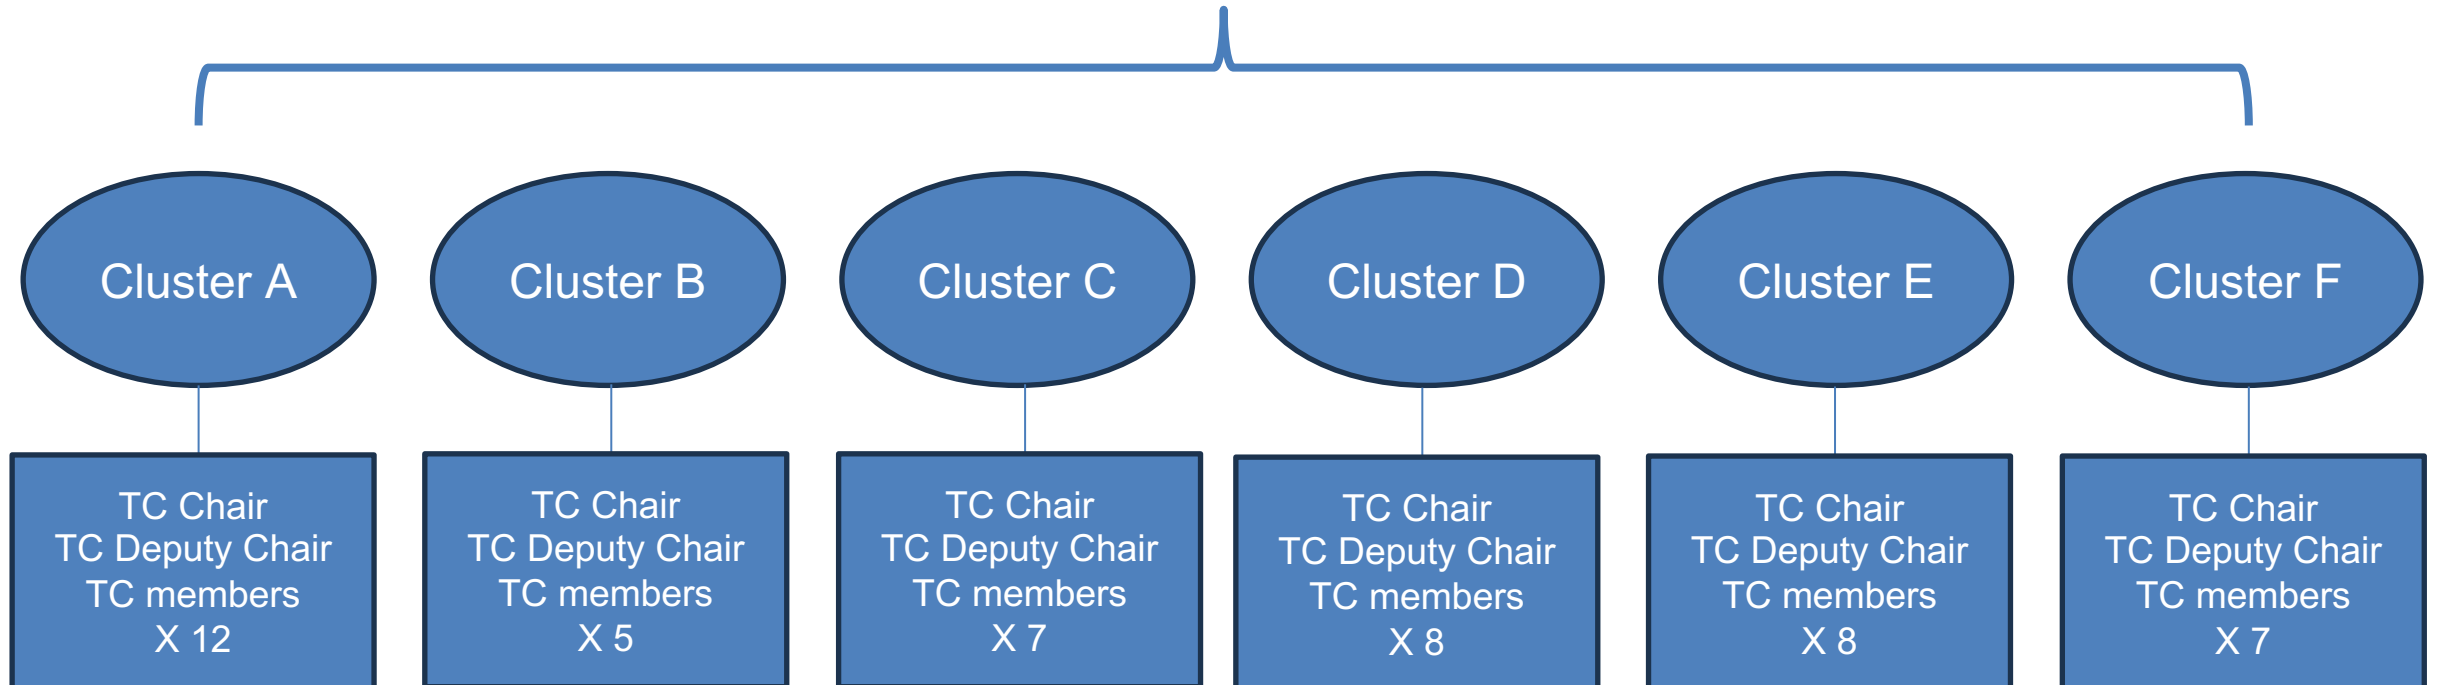 Cluster A
Cluster B
Cluster C
Cluster D
Cluster E
Cluster F
TC Chair
TC Deputy Chair
TC members
X 12
TC Chair
TC Deputy Chair
TC members
X 5
TC Chair
TC Deputy Chair
TC members
X 7
TC Chair
TC Deputy Chair
TC members
X 8
TC Chair
TC Deputy Chair
TC members
X 8
TC Chair
TC Deputy Chair
TC members
X 7